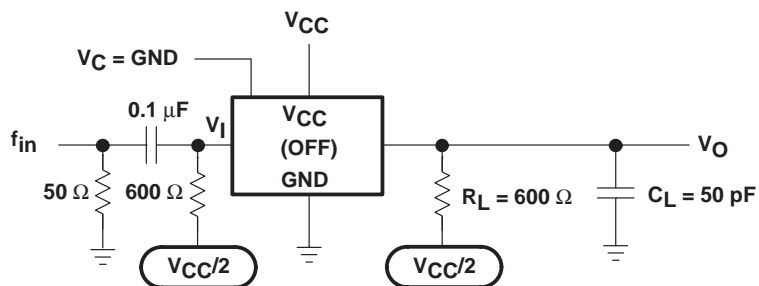 VCC
VC = GND
0.1 μF
fin
VI
VCC
(OFF)
GND
VO
50 Ω
600 Ω
RL = 600 Ω
CL = 50 pF
VCC/2
VCC/2